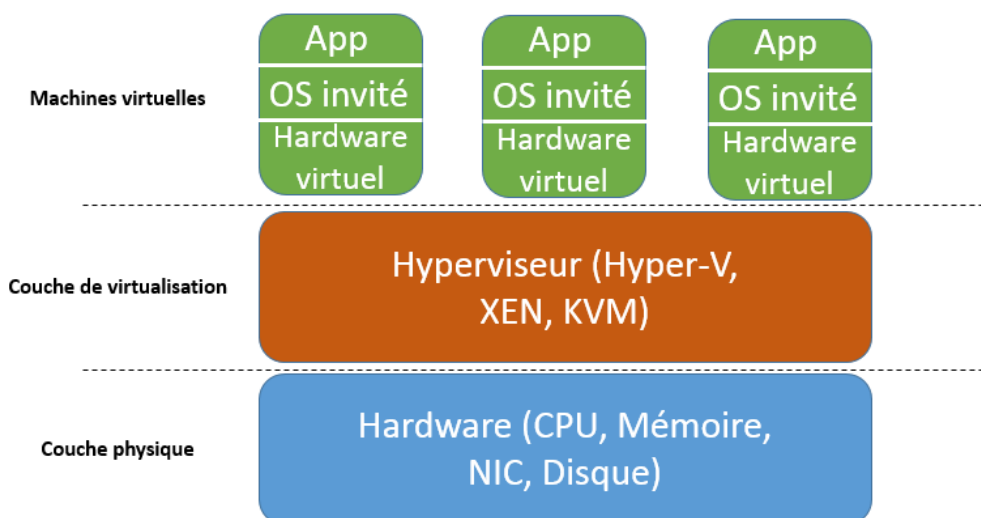 Machines virtuelles
App
OS invité
Hardware
virtuel
App
OS invité
Hardware
virtuel
App
OS invité
Hardware
virtuel
Couche de virtualisation
Hyperviseur (Hyper-V,
XEN, KVM)
Couche physique
Hardware (CPU, Mémoire,
NIC, Disque)